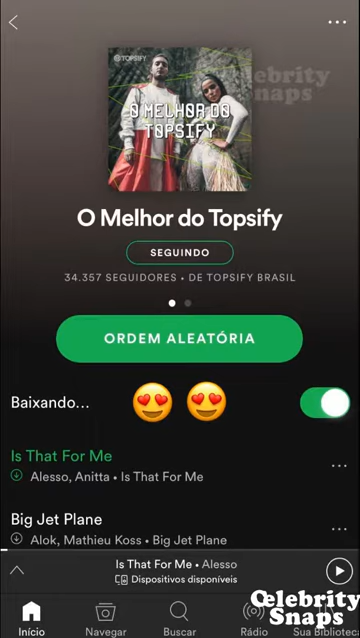 @TOPSIFY
Celebrity
Snaps
O MELHOR DO
TOPSIFY
O Melhor do Topsify
SEGUINDO
34.357 SEGUIDORES • DE TOPSIFY BRASIL
ORDEM ALEATÓRIA
Baixando...
Is That For Me
Alesso, Anitta • Is That For Me
Big Jet Plane
Alok, Mathieu Koss • Big Jet Plane
Is That For Me • Alesso
Dispositivos disponíveis
Celebrity
Snaps
Início
Navegar
Buscar
Rádio
Sua bibliotec